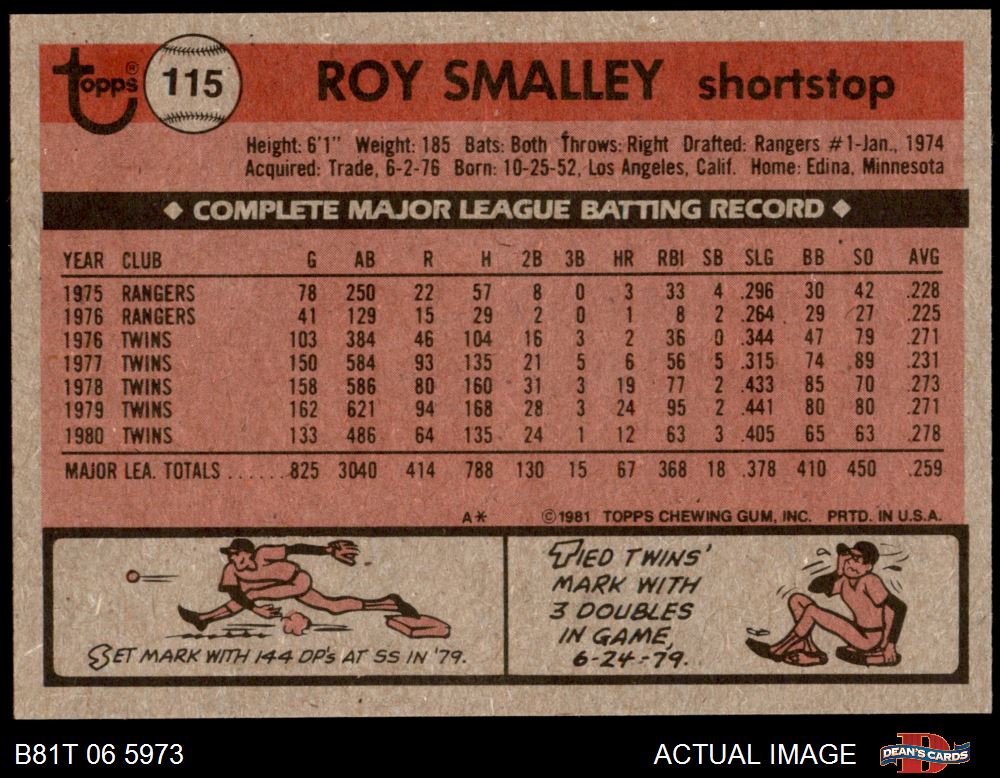 topps® 115 ROY SMALLEY shortstop
Height: 6'1" Weight: 185 Bats: Both Throws: Right Drafted: Rangers #1-Jan., 1974
Acquired: Trade, 6-2-76 Born: 10-25-52, Los Angeles, Calif. Home: Edina, Minnesota
◆ COMPLETE MAJOR LEAGUE BATTING RECORD ◆
YEAR CLUB G AB R H 2B 3B HR RBI SB SLG BB SO AVG
1975 RANGERS 78 250 22 57 8 0 3 33 4 .296 30 42 .228
1976 RANGERS 41 129 15 29 2 0 1 8 2 .264 29 27 .225
1976 TWINS 103 384 46 104 16 3 2 36 0 .344 47 79 .271
1977 TWINS 150 584 93 135 21 5 6 56 5 .315 74 89 .231
1978 TWINS 158 586 80 160 31 3 19 77 2 .433 85 70 .273
1979 TWINS 162 621 94 168 28 3 24 95 2 .441 80 80 .271
1980 TWINS 133 486 64 135 24 1 12 63 3 .405 65 63 .278
MAJOR LEA. TOTALS ...... 825 3040 414 788 130 15 67 368 18 .378 410 450 .259
A* ©1981 TOPPS CHEWING GUM, INC. PRTD. IN U.S.A.
SET MARK WITH 144 DP's AT SS IN '79.
TIED TWINS'
MARK WITH
3 DOUBLES
IN GAME,
6-24-79.
B81T 06 5973 ACTUAL IMAGE DEAN'S CARDS